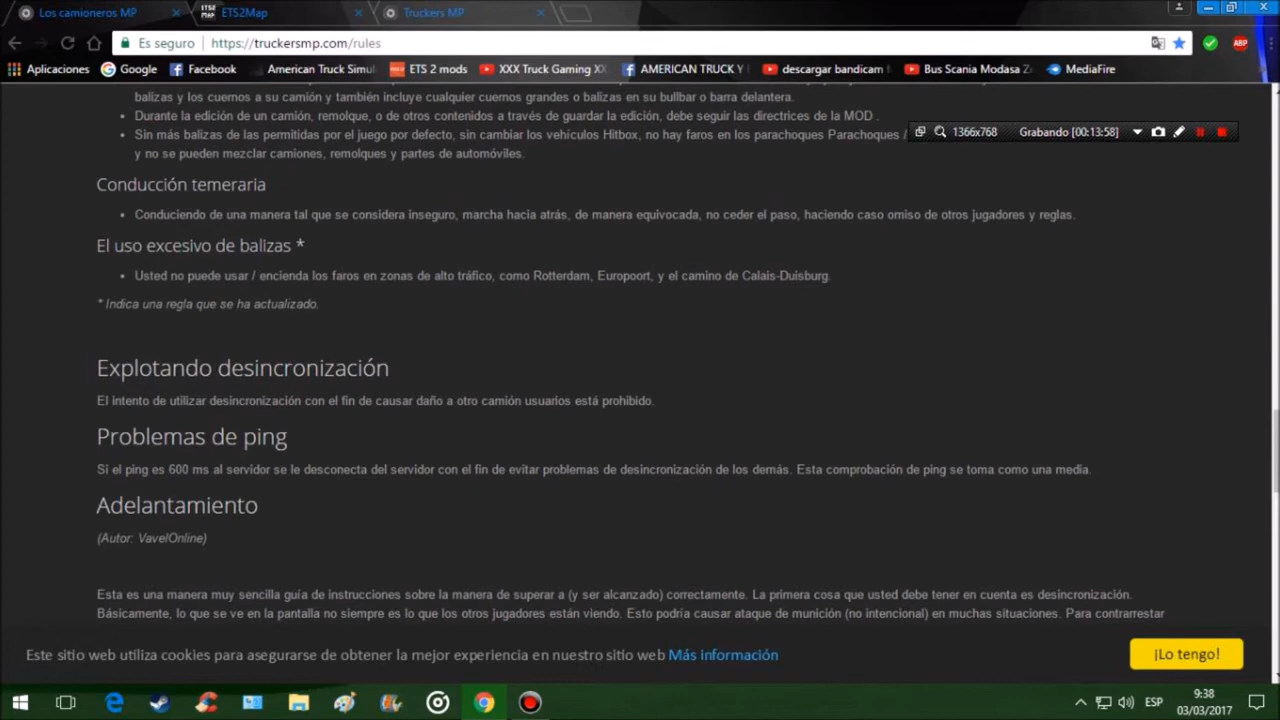 Los camioneros MP
ETS2 MAP
ETS2Map
Truckers MP
Es seguro
https://truckersmp.com/rules
ABP
Aplicaciones
Google
Facebook
American Truck Simul
ETS 2 mods
XXX Truck Gaming XX
AMERICAN TRUCK Y
descargar bandicam
Bus Scania Modasa Ze
MediaFire
balizas y los cuernos a su camión y también incluye cualquier cuernos grandes o balizas en su bullbar o barra delantera.
• Durante la edición de un camión, remolque, o de otros contenidos a través de guardar la edición, debe seguir las directrices de la MOD .
• Sin más balizas de las permitidas por el juego por defecto, sin cambiar los vehículos Hitbox, no hay faros en los parachoques Parachoques /
1366x768 Grabando [00:13:58]
y no se pueden mezclar camiones, remolques y partes de automóviles.
Conducción temeraria
• Conduciendo de una manera tal que se considera inseguro, marcha hacia atrás, de manera equivocada, no ceder el paso, haciendo caso omiso de otros jugadores y reglas.
El uso excesivo de balizas *
• Usted no puede usar / encienda los faros en zonas de alto tráfico, como Rotterdam, Europoort, y el camino de Calais-Duisburg.
* Indica una regla que se ha actualizado.
Explotando desincronización
El intento de utilizar desincronización con el fin de causar daño a otro camión usuarios está prohibido.
Problemas de ping
Si el ping es 600 ms al servidor se le desconecta del servidor con el fin de evitar problemas de desincronización de los demás. Esta comprobación de ping se toma como una media.
Adelantamiento
(Autor: VavelOnline)
Esta es una manera muy sencilla guía de instrucciones sobre la manera de superar a (y ser alcanzado) correctamente. La primera cosa que usted debe tener en cuenta es desincronización.
Básicamente, lo que se ve en la pantalla no siempre es lo que los otros jugadores están viendo. Esto podría causar ataque de munición (no intencional) en muchas situaciones. Para contrarrestar
Este sitio web utiliza cookies para asegurarse de obtener la mejor experiencia en nuestro sitio web Más información
¡Lo tengo!
ESP
9:38
03/03/2017